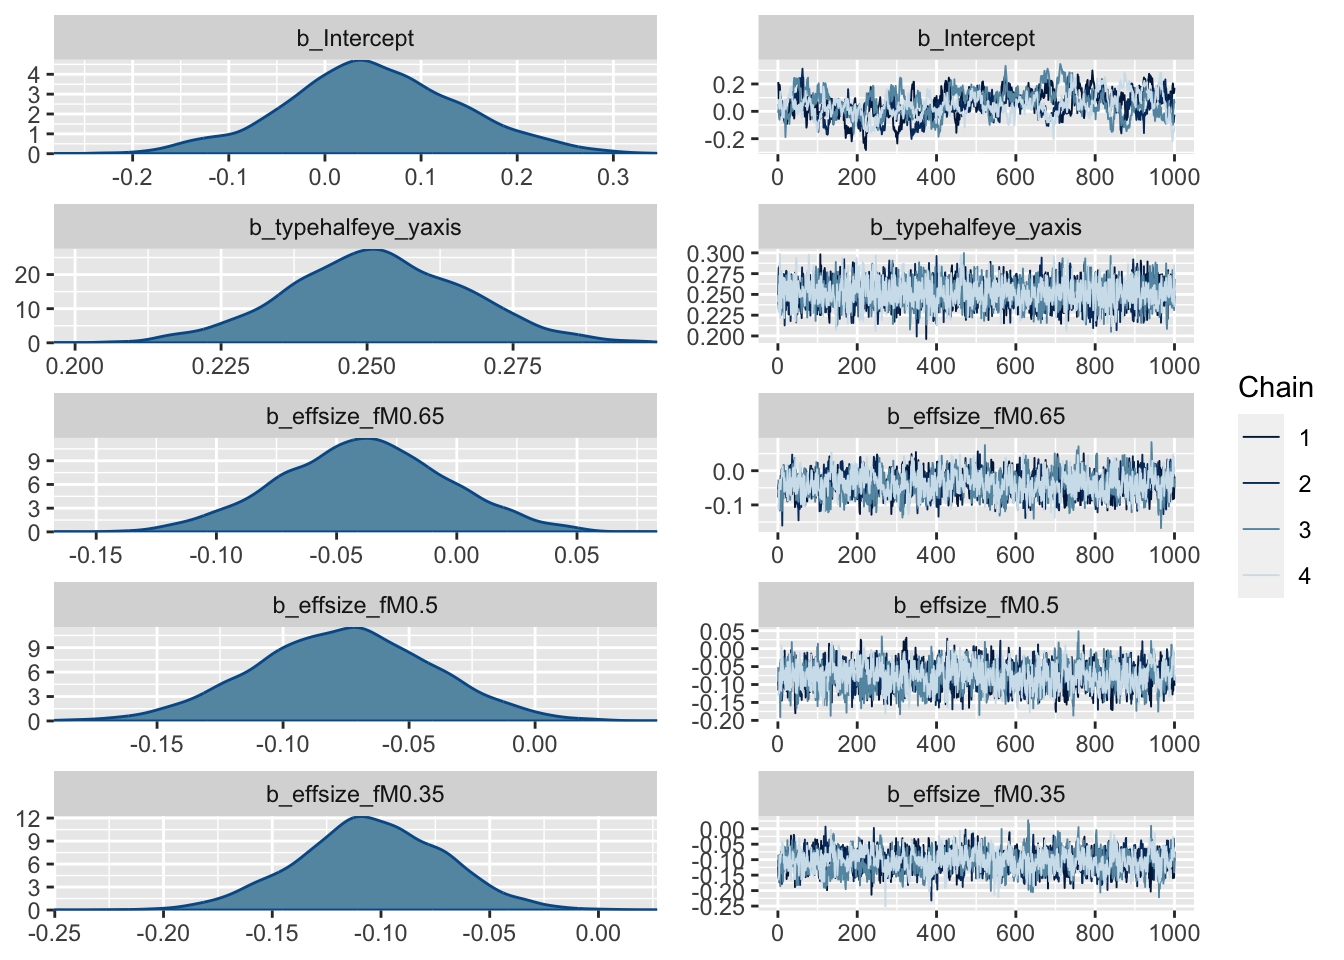 b_Intercept
4
3
2
1
0
-0.2 -0.1 0.0 0.1 0.2 0.3
b_Intercept
0.2
0.0
-0.2
0 200 400 600 800 1000
b_typehalfeye_yaxis
20
10
0
0.200 0.225 0.250 0.275
b_typehalfeye_yaxis
0.300
0.275
0.250
0.225
0.200
0 200 400 600 800 1000
b_effsize_fM0.65
9
6
3
0
-0.15 -0.10 -0.05 0.00 0.05
b_effsize_fM0.65
0.0
-0.1
0 200 400 600 800 1000
b_effsize_fM0.5
9
6
3
0
-0.15 -0.10 -0.05 0.00
b_effsize_fM0.5
0.05
0.00
-0.05
-0.10
-0.15
-0.20
0 200 400 600 800 1000
b_effsize_fM0.35
12
9
6
3
0
-0.25 -0.20 -0.15 -0.10 -0.05 0.00
b_effsize_fM0.35
0.00
-0.05
-0.10
-0.15
-0.20
-0.25
0 200 400 600 800 1000
Chain
1
2
3
4